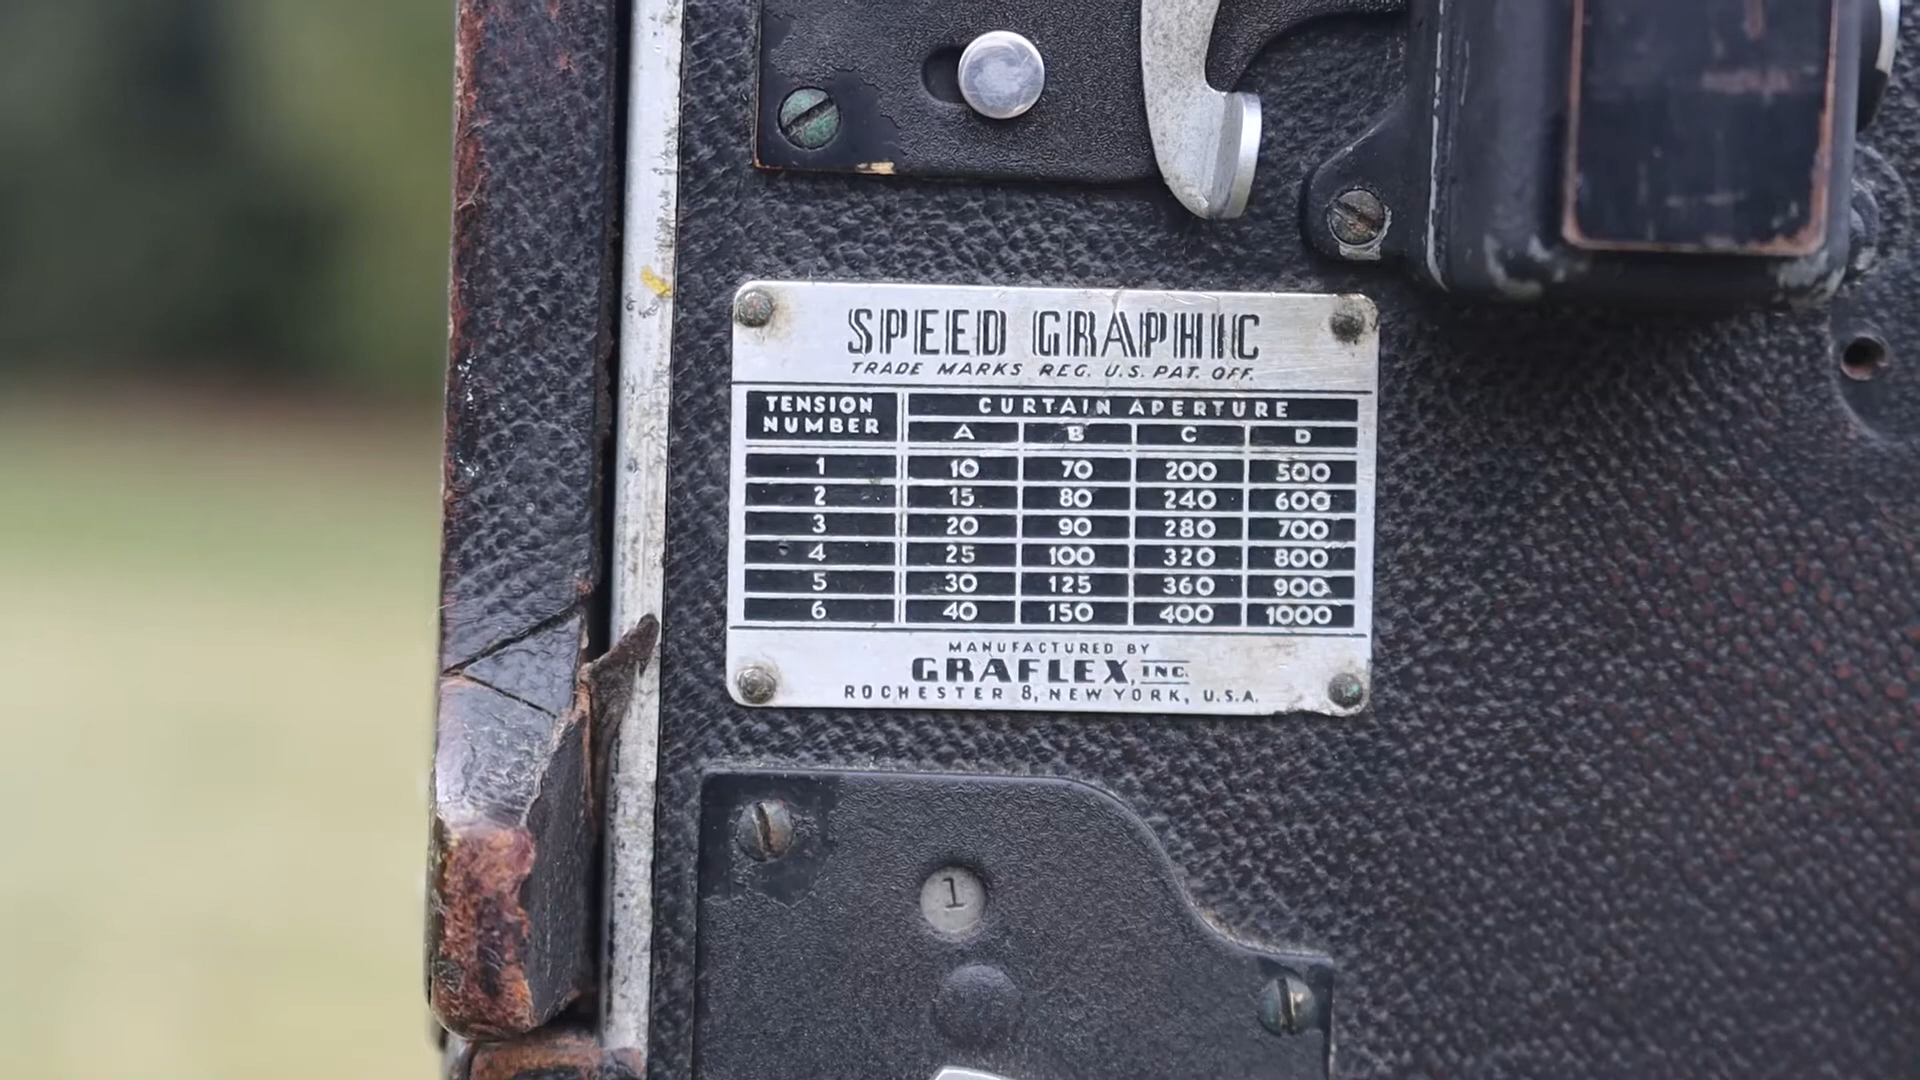 SPEED GRAPHIC
TRADE MARKS REG. U.S. PAT. OFF.
TENSION NUMBER CURTAIN APERTURE
A B C D
1 10 70 200 500
2 15 80 240 600
3 20 90 280 700
4 25 100 320 800
5 30 125 360 900
6 40 150 400 1000
MANUFACTURED BY
GRAFLEX, INC.
ROCHESTER 8, NEW YORK, U.S.A.
1